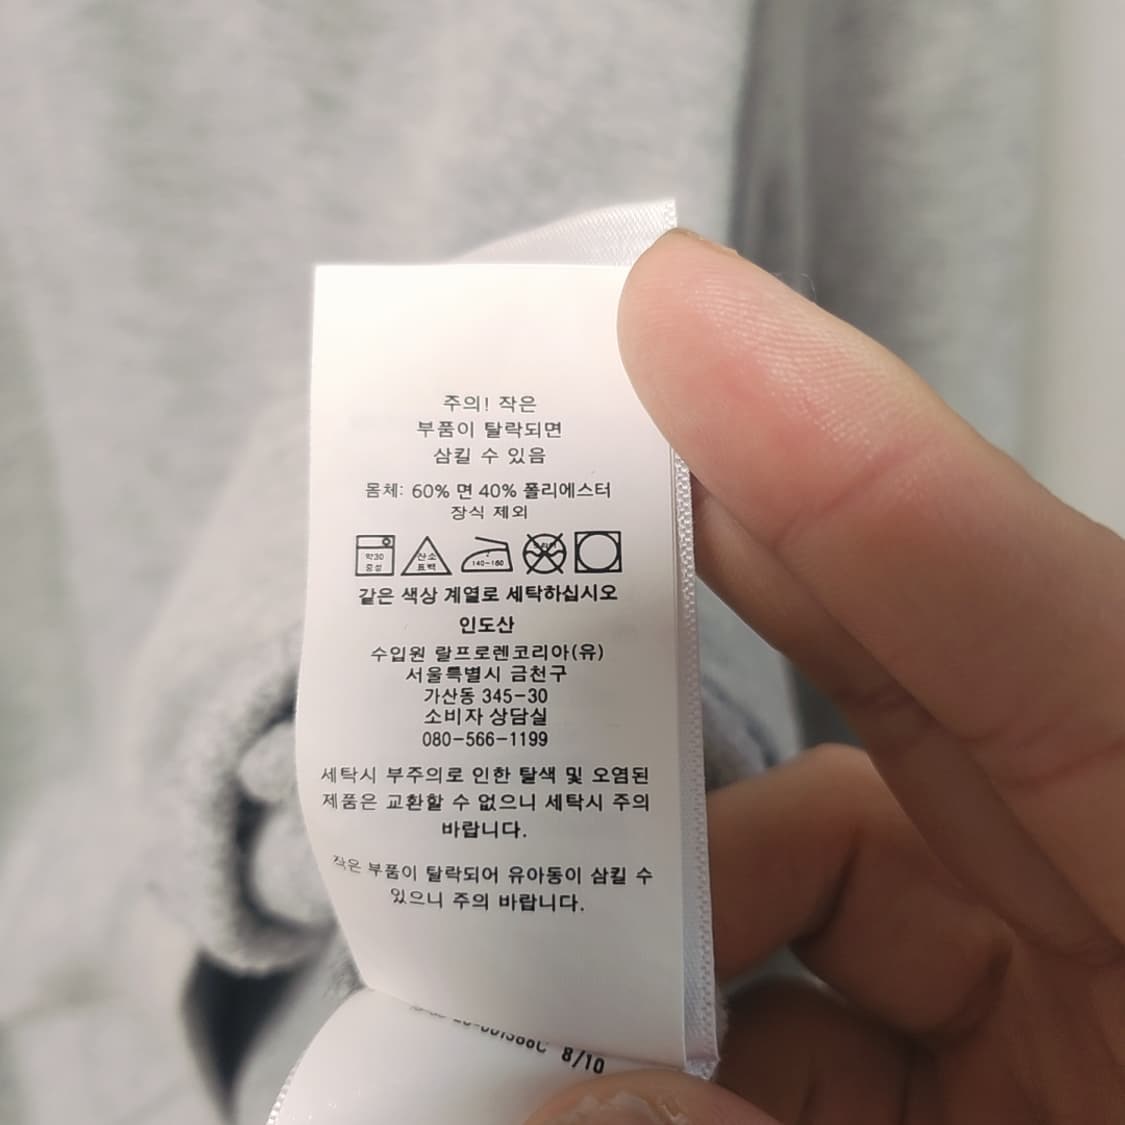 주의! 작은
부품이 탈락되면
삼킬 수 있음
몸체: 60% 면 40% 폴리에스터
장식 제외
약30
중성
산소
표백
140-160
같은 색상 계열로 세탁하십시오
인도산
수입원 랄프로렌코리아(유)
서울특별시 금천구
가산동 345-30
소비자 상담실
080-566-1199
세탁시 부주의로 인한 탈색 및 오염된
제품은 교환할 수 없으니 세탁시 주의
바랍니다.
작은 부품이 탈락되어 유아동이 삼킬 수
있으니 주의 바랍니다.
8/10